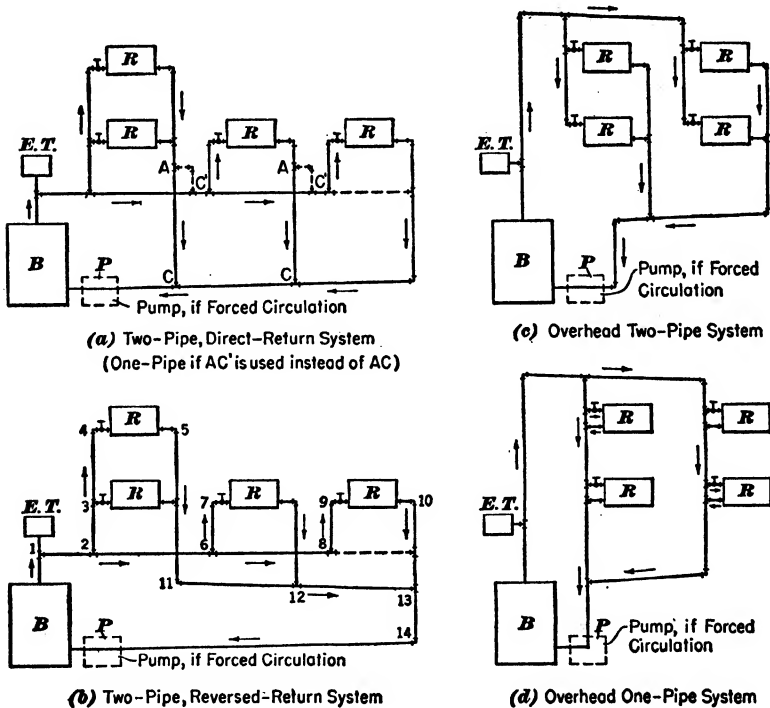 R
R
R
R
E.T.
A
C'
A
C'
B
P
C
C
Pump, if Forced Circulation
(a) Two-Pipe, Direct-Return System
(One-Pipe if AC' is used instead of AC)
R
R
R
R
E.T.
B
P
Pump, if Forced
Circulation
(c) Overhead Two-Pipe System
4
R
5
3
R
7
R
9
R
10
E.T.
1
2
6
8
11
12
13
B
P
14
Pump, if Forced Circulation
(b) Two-Pipe, Reversed-Return System
R
R
R
R
E.T.
B
P
Pump, if Forced
Circulation
(d) Overhead One-Pipe System